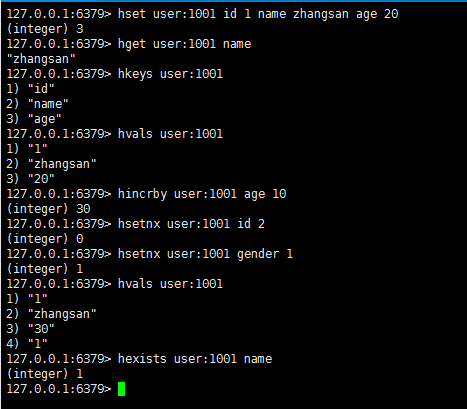 127.0.0.1:6379> hset user:1001 id 1 name zhangsan age 20
(integer) 3
127.0.0.1:6379> hget user:1001 name
"zhangsan"
127.0.0.1:6379> hkeys user:1001
1) "id"
2) "name"
3) "age"
127.0.0.1:6379> hvals user:1001
1) "1"
2) "zhangsan"
3) "20"
127.0.0.1:6379> hincrby user:1001 age 10
(integer) 30
127.0.0.1:6379> hsetnx user:1001 id 2
(integer) 0
127.0.0.1:6379> hsetnx user:1001 gender 1
(integer) 1
127.0.0.1:6379> hvals user:1001
1) "1"
2) "zhangsan"
3) "30"
4) "1"
127.0.0.1:6379> hexists user:1001 name
(integer) 1
127.0.0.1:6379>